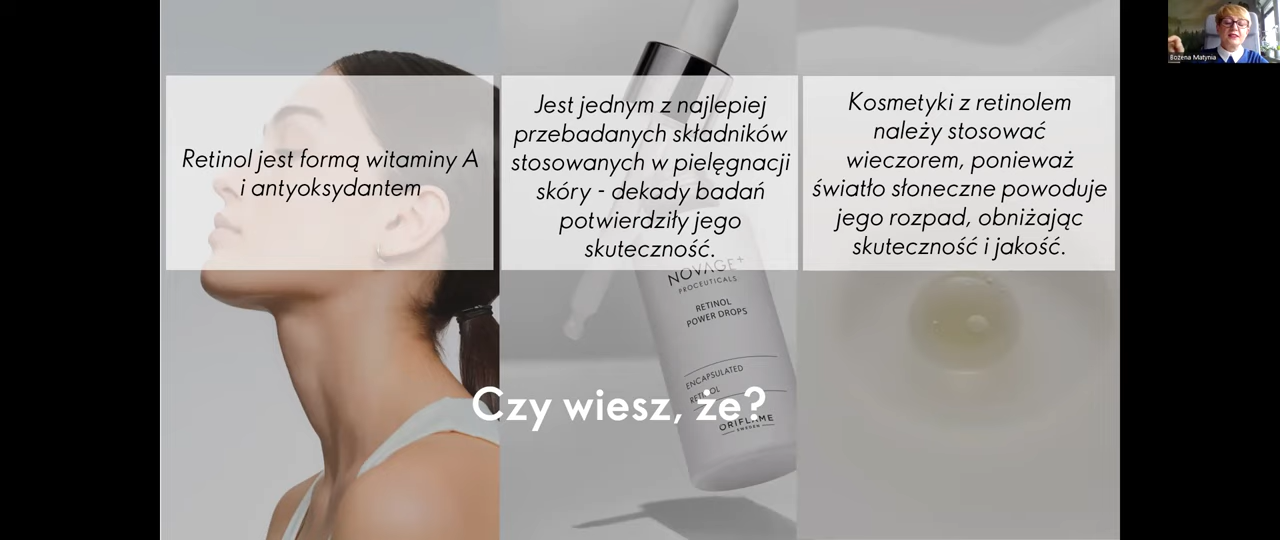 Bożena Matynia
Retinol jest formą witaminy A
i antyoksydantem
Jest jednym z najlepiej
przebadanych składników
stosowanych w pielęgnacji
skóry - dekady badań
potwierdziły jego
skuteczność.
Kosmetyki z retinolem
należy stosować
wieczorem, ponieważ
światło słoneczne powoduje
jego rozpad, obniżając
skuteczność i jakość.
NOVAGE+
PROCEUTICALS
RETINOL
POWER DROPS
ENCAPSULATED
RETINOL
Czy wiesz, że?
ORIFLAME
SWEDEN